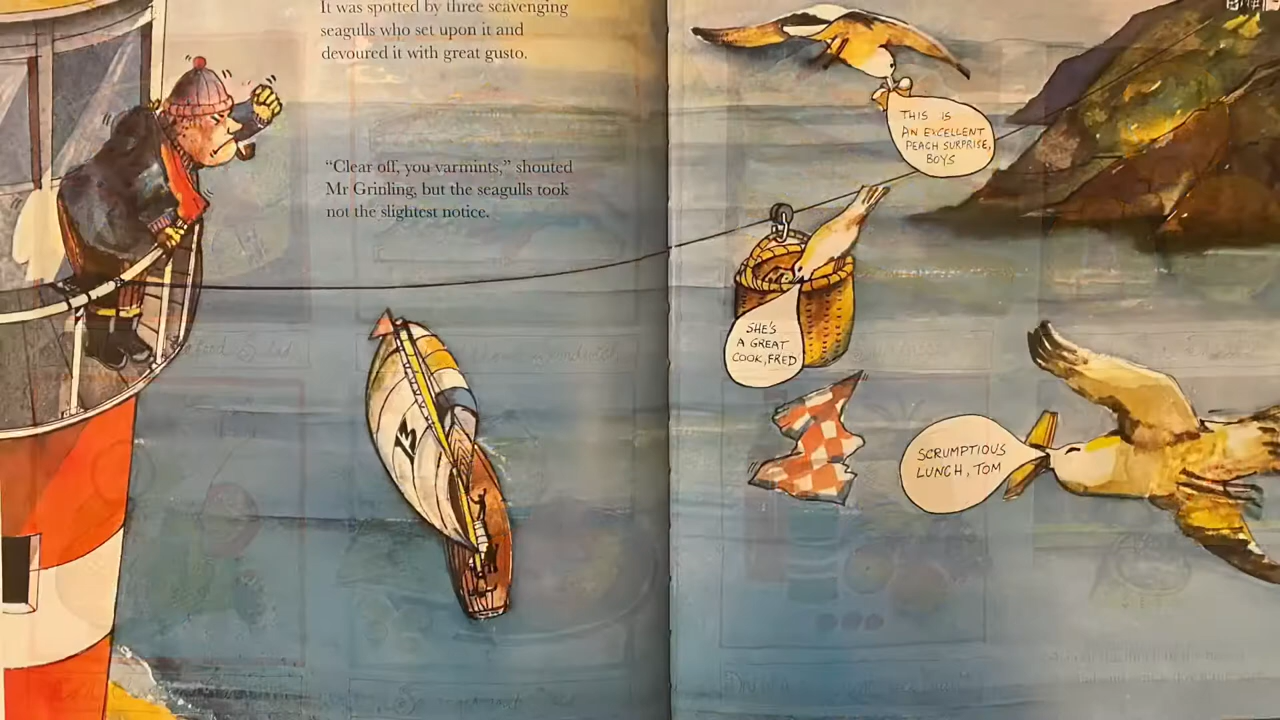 It was spotted by three scavenging
seagulls who set upon it and
devoured it with great gusto.
"Clear off, you varmints," shouted
Mr Grinling, but the seagulls took
not the slightest notice.
THIS IS
AN EXCELLENT
PEACH SURPRISE,
BOYS
SHE'S
A GREAT
COOK, FRED
SCRUMPTIOUS
LUNCH, TOM